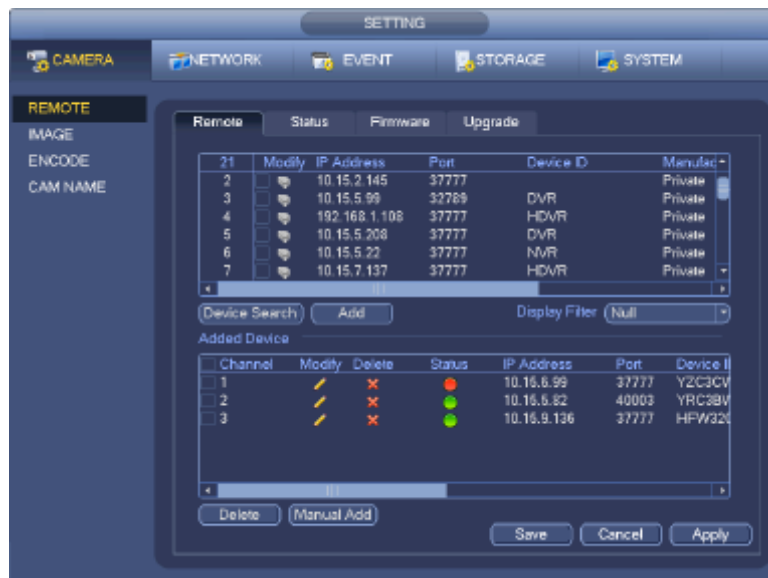 SETTING
CAMERA NETWORK EVENT STORAGE SYSTEM
REMOTE
IMAGE
ENCODE
CAM NAME
Remote Status Firmware Upgrade
21 Modify IP Address Port Device ID Manufac
2 10.15.2.145 37777 Private
3 10.15.5.99 32789 DVR Private
4 192.168.1.108 37777 HDVR Private
5 10.15.5.208 37777 DVR Private
6 10.15.5.22 37777 NVR Private
7 10.15.7.137 37777 HDVR Private
Device Search Add Display Filter Null
Added Device
Channel Modify Delete Status IP Address Port Device I
1 10.15.6.99 37777 YZC3CV
2 10.15.5.82 40003 YRC3BV
3 10.15.9.136 37777 HFW320
Delete Manual Add
Save Cancel Apply